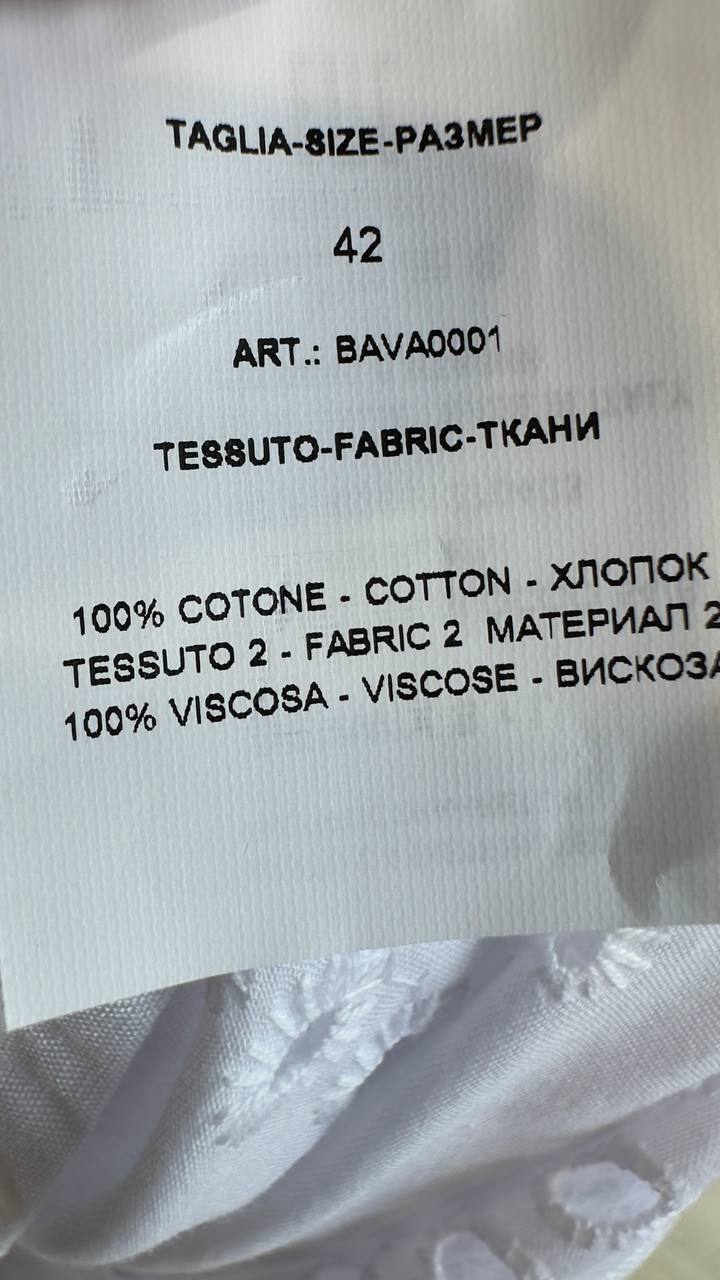 TAGLIA-SIZE-РАЗМЕР
42
ART.: BAVA0001
TESSUTO-FABRIC-ТКАНИ
100% COTONE - COTTON - ХЛОПОК
TESSUTO 2 - FABRIC 2 МАТЕРИАЛ 2
100% VISCOSA - VISCOSE - ВИСКОЗА